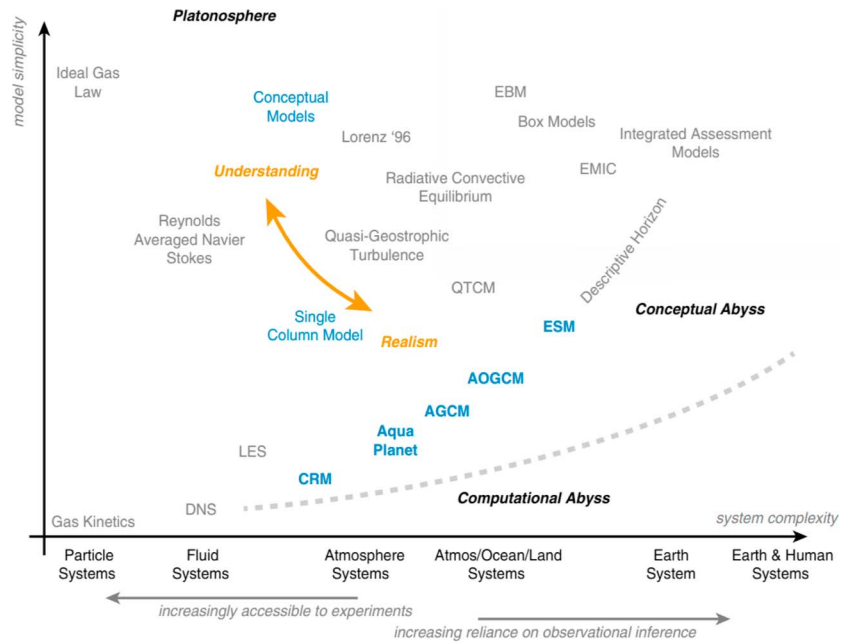 Platonosphere
model simplicity
Ideal Gas
Law
Conceptual
Models
EBM
Box Models
Lorenz '96
Integrated Assessment
Models
Understanding
EMIC
Radiative Convective
Equilibrium
Reynolds
Averaged Navier
Stokes
Quasi-Geostrophic
Turbulence
Descriptive Horizon
QTCM
Single
Column Model
Conceptual Abyss
ESM
Realism
AOGCM
AGCM
Aqua
Planet
LES
CRM
Computational Abyss
DNS
Gas Kinetics
system complexity
Particle
Systems
Fluid
Systems
Atmosphere
Systems
Atmos/Ocean/Land
Systems
Earth
System
Earth & Human
Systems
increasingly accessible to experiments
increasing reliance on observational inference